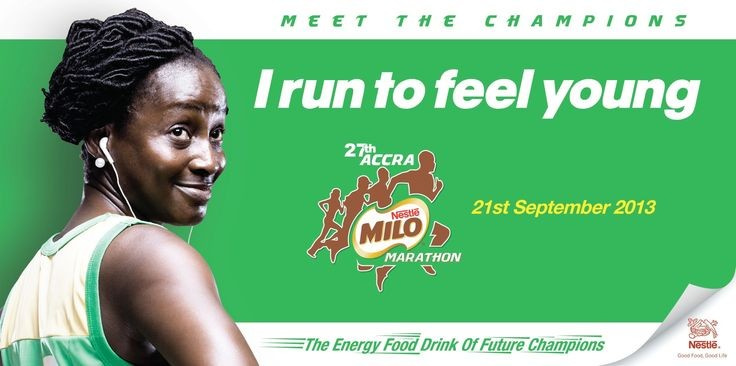 MEET THE CHAMPIONS
I run to feel young
27th
ACCRA
Nestlé
MILO
MARATHON
21st September 2013
The Energy Food Drink Of Future Champions
Nestlé
Good Food, Good Life